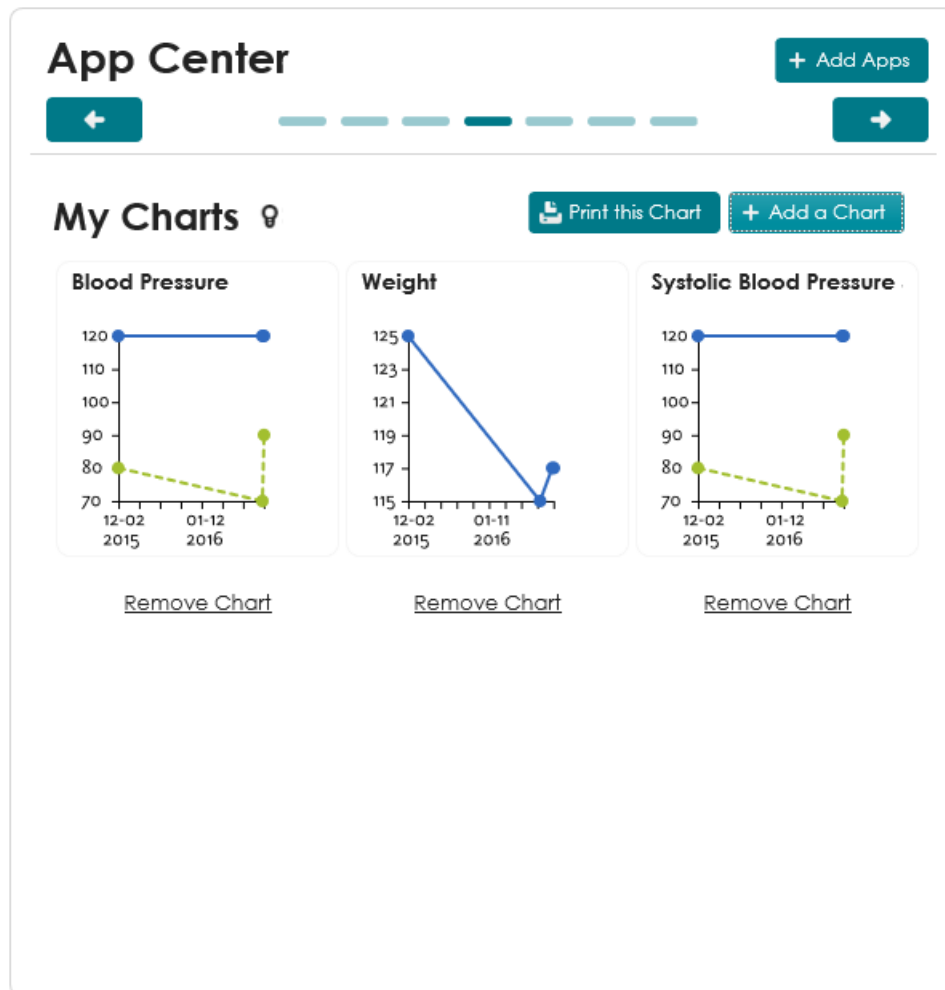 App Center
+ Add Apps
My Charts
Print this Chart
+ Add a Chart
Blood Pressure
120
110
100
90
80
70
12-02
2015
01-12
2016
Weight
125
123
121
119
117
115
12-02
2015
01-11
2016
Systolic Blood Pressure
120
110
100
90
80
70
12-02
2015
01-12
2016
Remove Chart
Remove Chart
Remove Chart